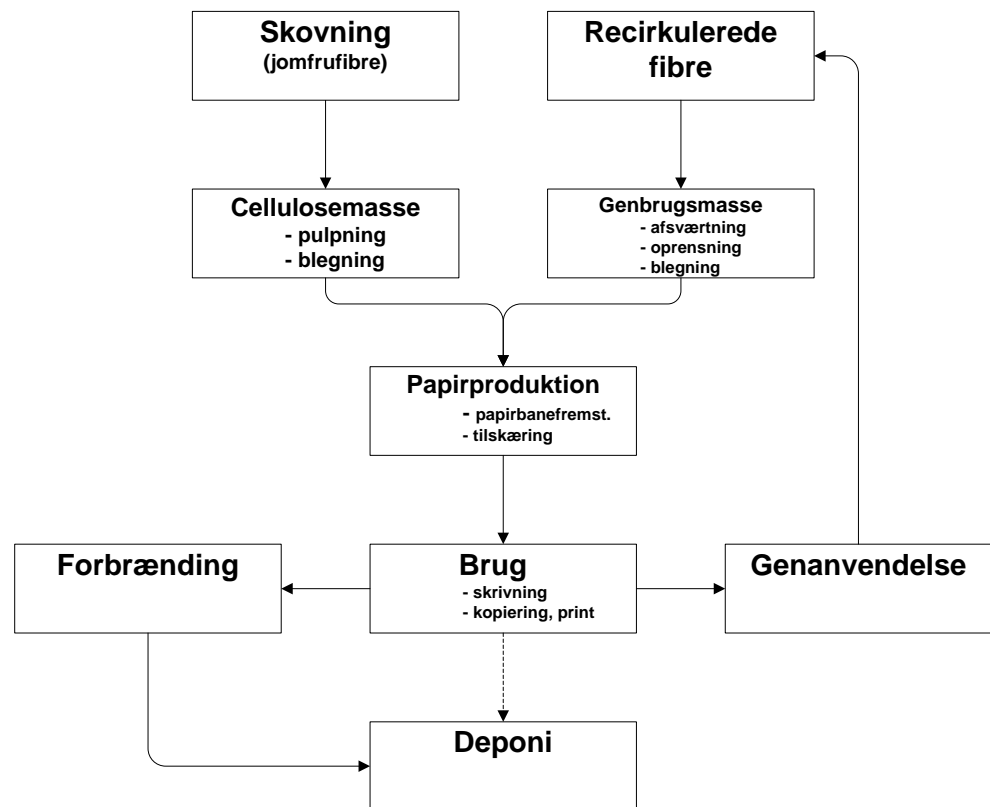 Skovning
(jomfrufibre)
Recirkulerede
fibre
Cellulosemasse
- pulpning
- blegning
Genbrugsmasse
- afsværtning
- oprensning
- blegning
Papirproduktion
- papirbanefremst.
- tilskæring
Forbrænding
Brug
- skrivning
- kopiering, print
Genanvendelse
Deponi